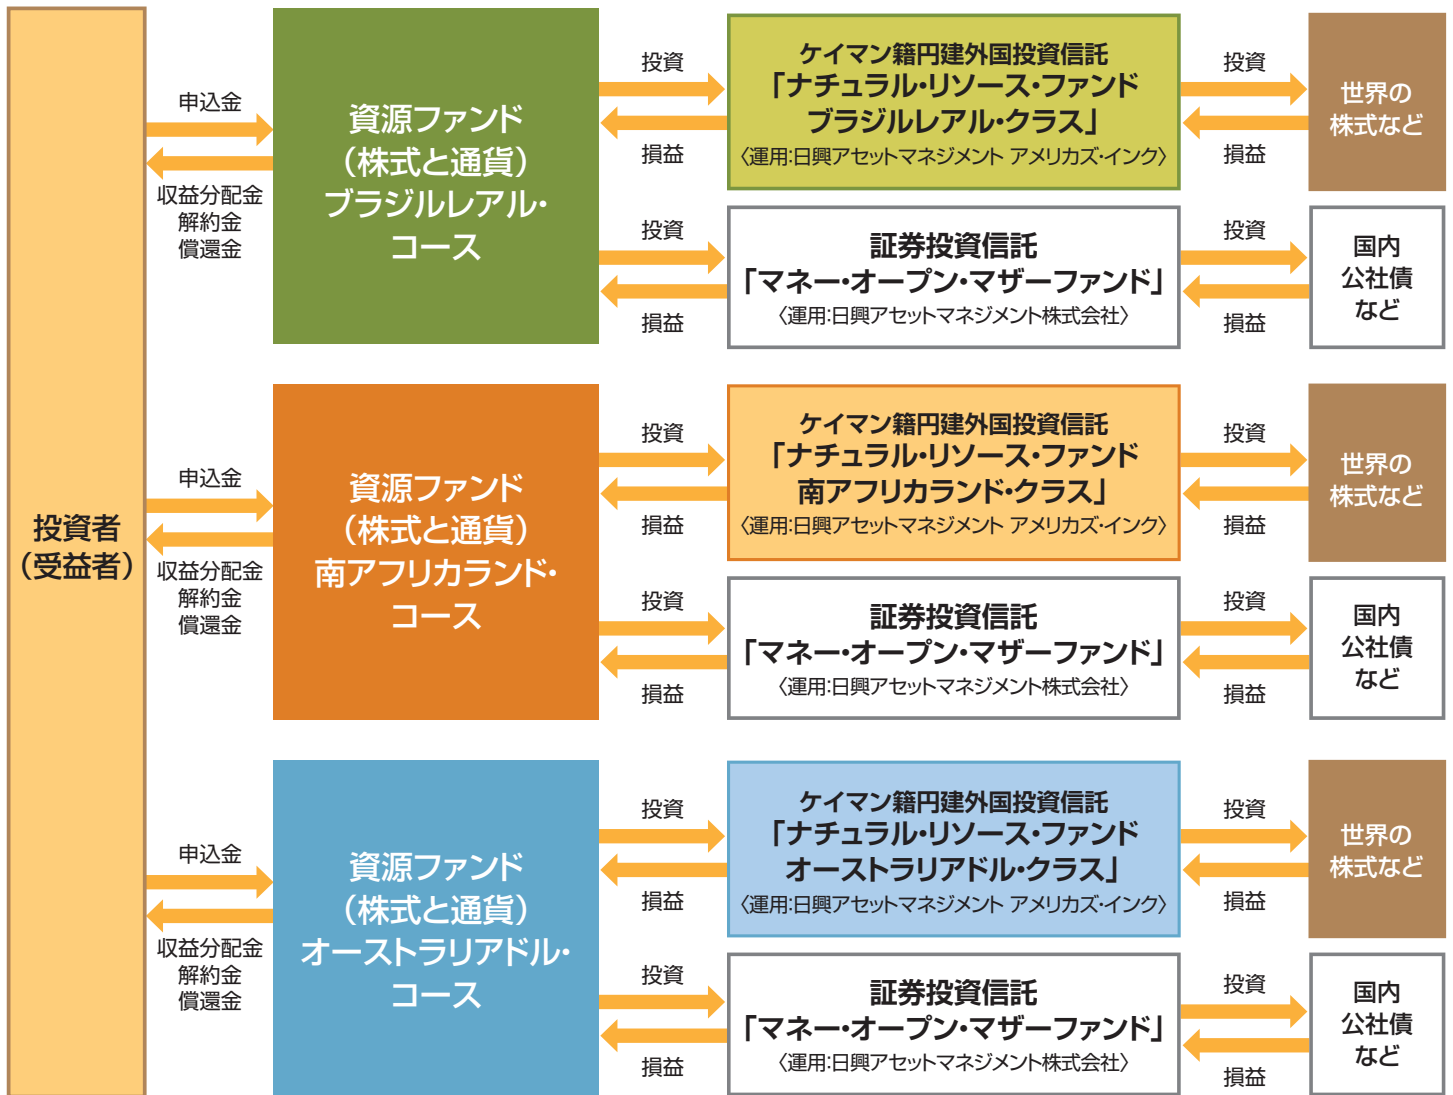 投資者
（受益者）
申込金
収益分配金
解約金
償還金
資源ファンド
（株式と通貨）
ブラジルレアル・
コース
投資
損益
ケイマン籍円建外国投資信託
「ナチュラル・リソース・ファンド
ブラジルレアル・クラス」
〈運用:日興アセットマネジメント アメリカズ・インク〉
投資
損益
世界の
株式など
投資
損益
証券投資信託
「マネー・オープン・マザーファンド」
〈運用:日興アセットマネジメント株式会社〉
投資
損益
国内
公社債
など
申込金
収益分配金
解約金
償還金
資源ファンド
（株式と通貨）
南アフリカランド・
コース
投資
損益
ケイマン籍円建外国投資信託
「ナチュラル・リソース・ファンド
南アフリカランド・クラス」
〈運用:日興アセットマネジメント アメリカズ・インク〉
投資
損益
世界の
株式など
投資
損益
証券投資信託
「マネー・オープン・マザーファンド」
〈運用:日興アセットマネジメント株式会社〉
投資
損益
国内
公社債
など
申込金
収益分配金
解約金
償還金
資源ファンド
（株式と通貨）
オーストラリアドル・
コース
投資
損益
ケイマン籍円建外国投資信託
「ナチュラル・リソース・ファンド
オーストラリアドル・クラス」
〈運用:日興アセットマネジメント アメリカズ・インク〉
投資
損益
世界の
株式など
投資
損益
証券投資信託
「マネー・オープン・マザーファンド」
〈運用:日興アセットマネジメント株式会社〉
投資
損益
国内
公社債
など